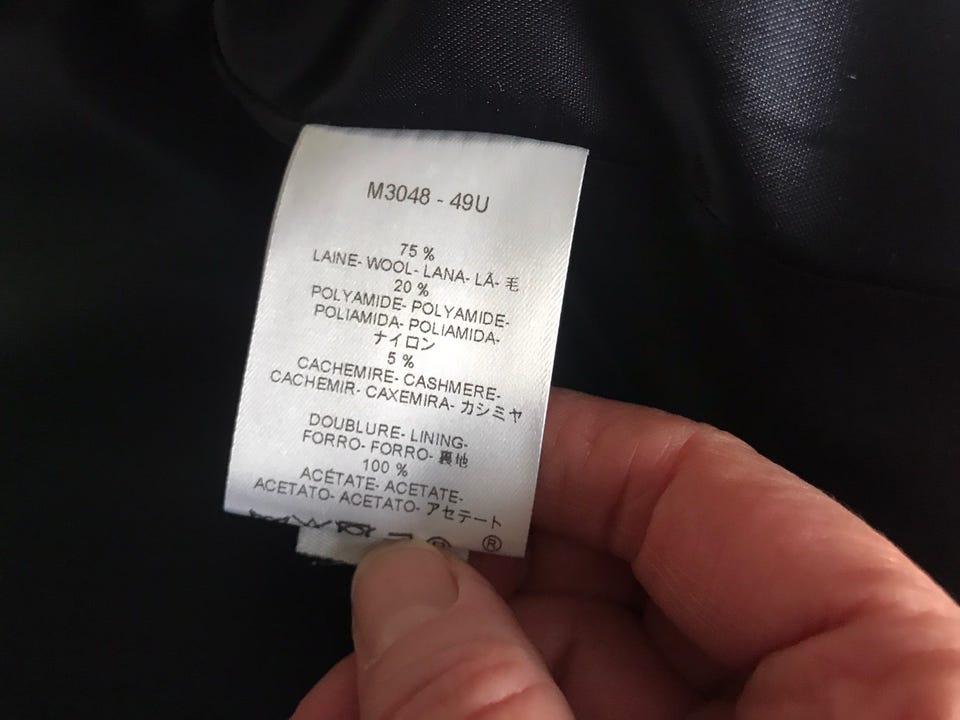 M3048 - 49U
75 %
LAINE- WOOL- LANA- LÃ- 毛
20 %
POLYAMIDE- POLYAMIDE-
POLIAMIDA- POLIAMIDA-
ナイロン
5 %
CACHEMIRE- CASHMERE-
CACHEMIR- CAXEMIRA- カシミヤ
DOUBLURE- LINING-
FORRO- FORRO- 裏地
100 %
ACÉTATE- ACETATE-
ACETATO- ACETATO- アセテート
®